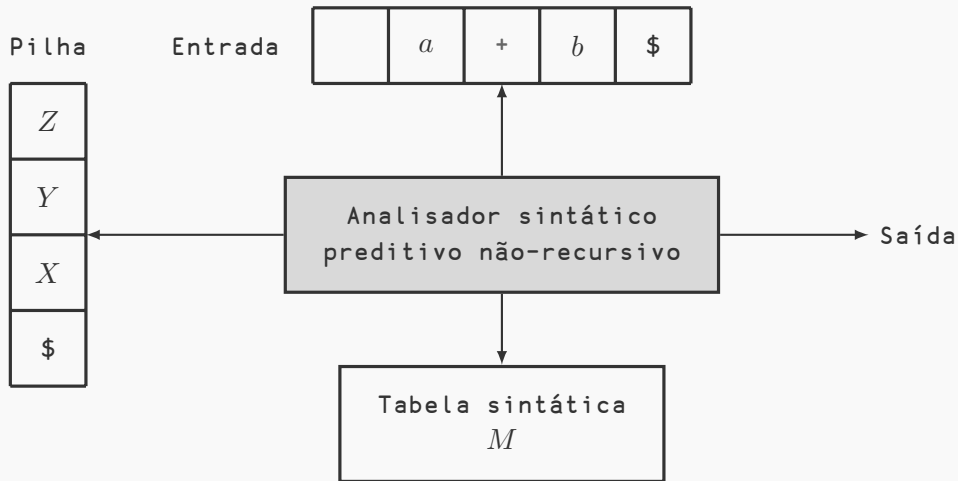 Pilha
Entrada
a + b $
Z
Y
X
$
Analisador sintático
preditivo não-recursivo
Saída
Tabela sintática
M